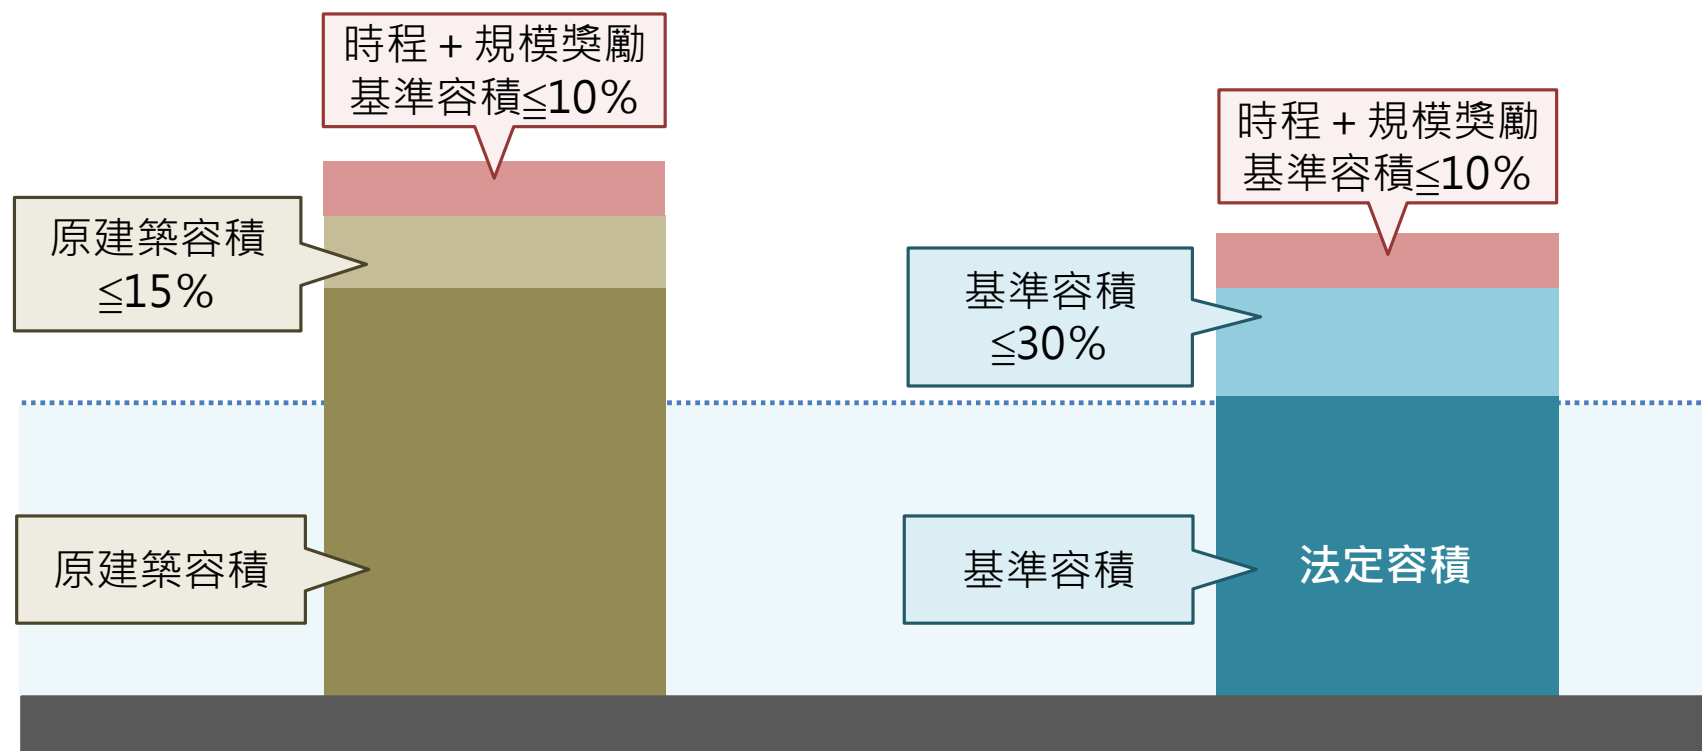 時程 + 規模獎勵
基準容積≦10%
原建築容積
≦15%
原建築容積
時程 + 規模獎勵
基準容積≦10%
基準容積
≦30%
基準容積
法定容積